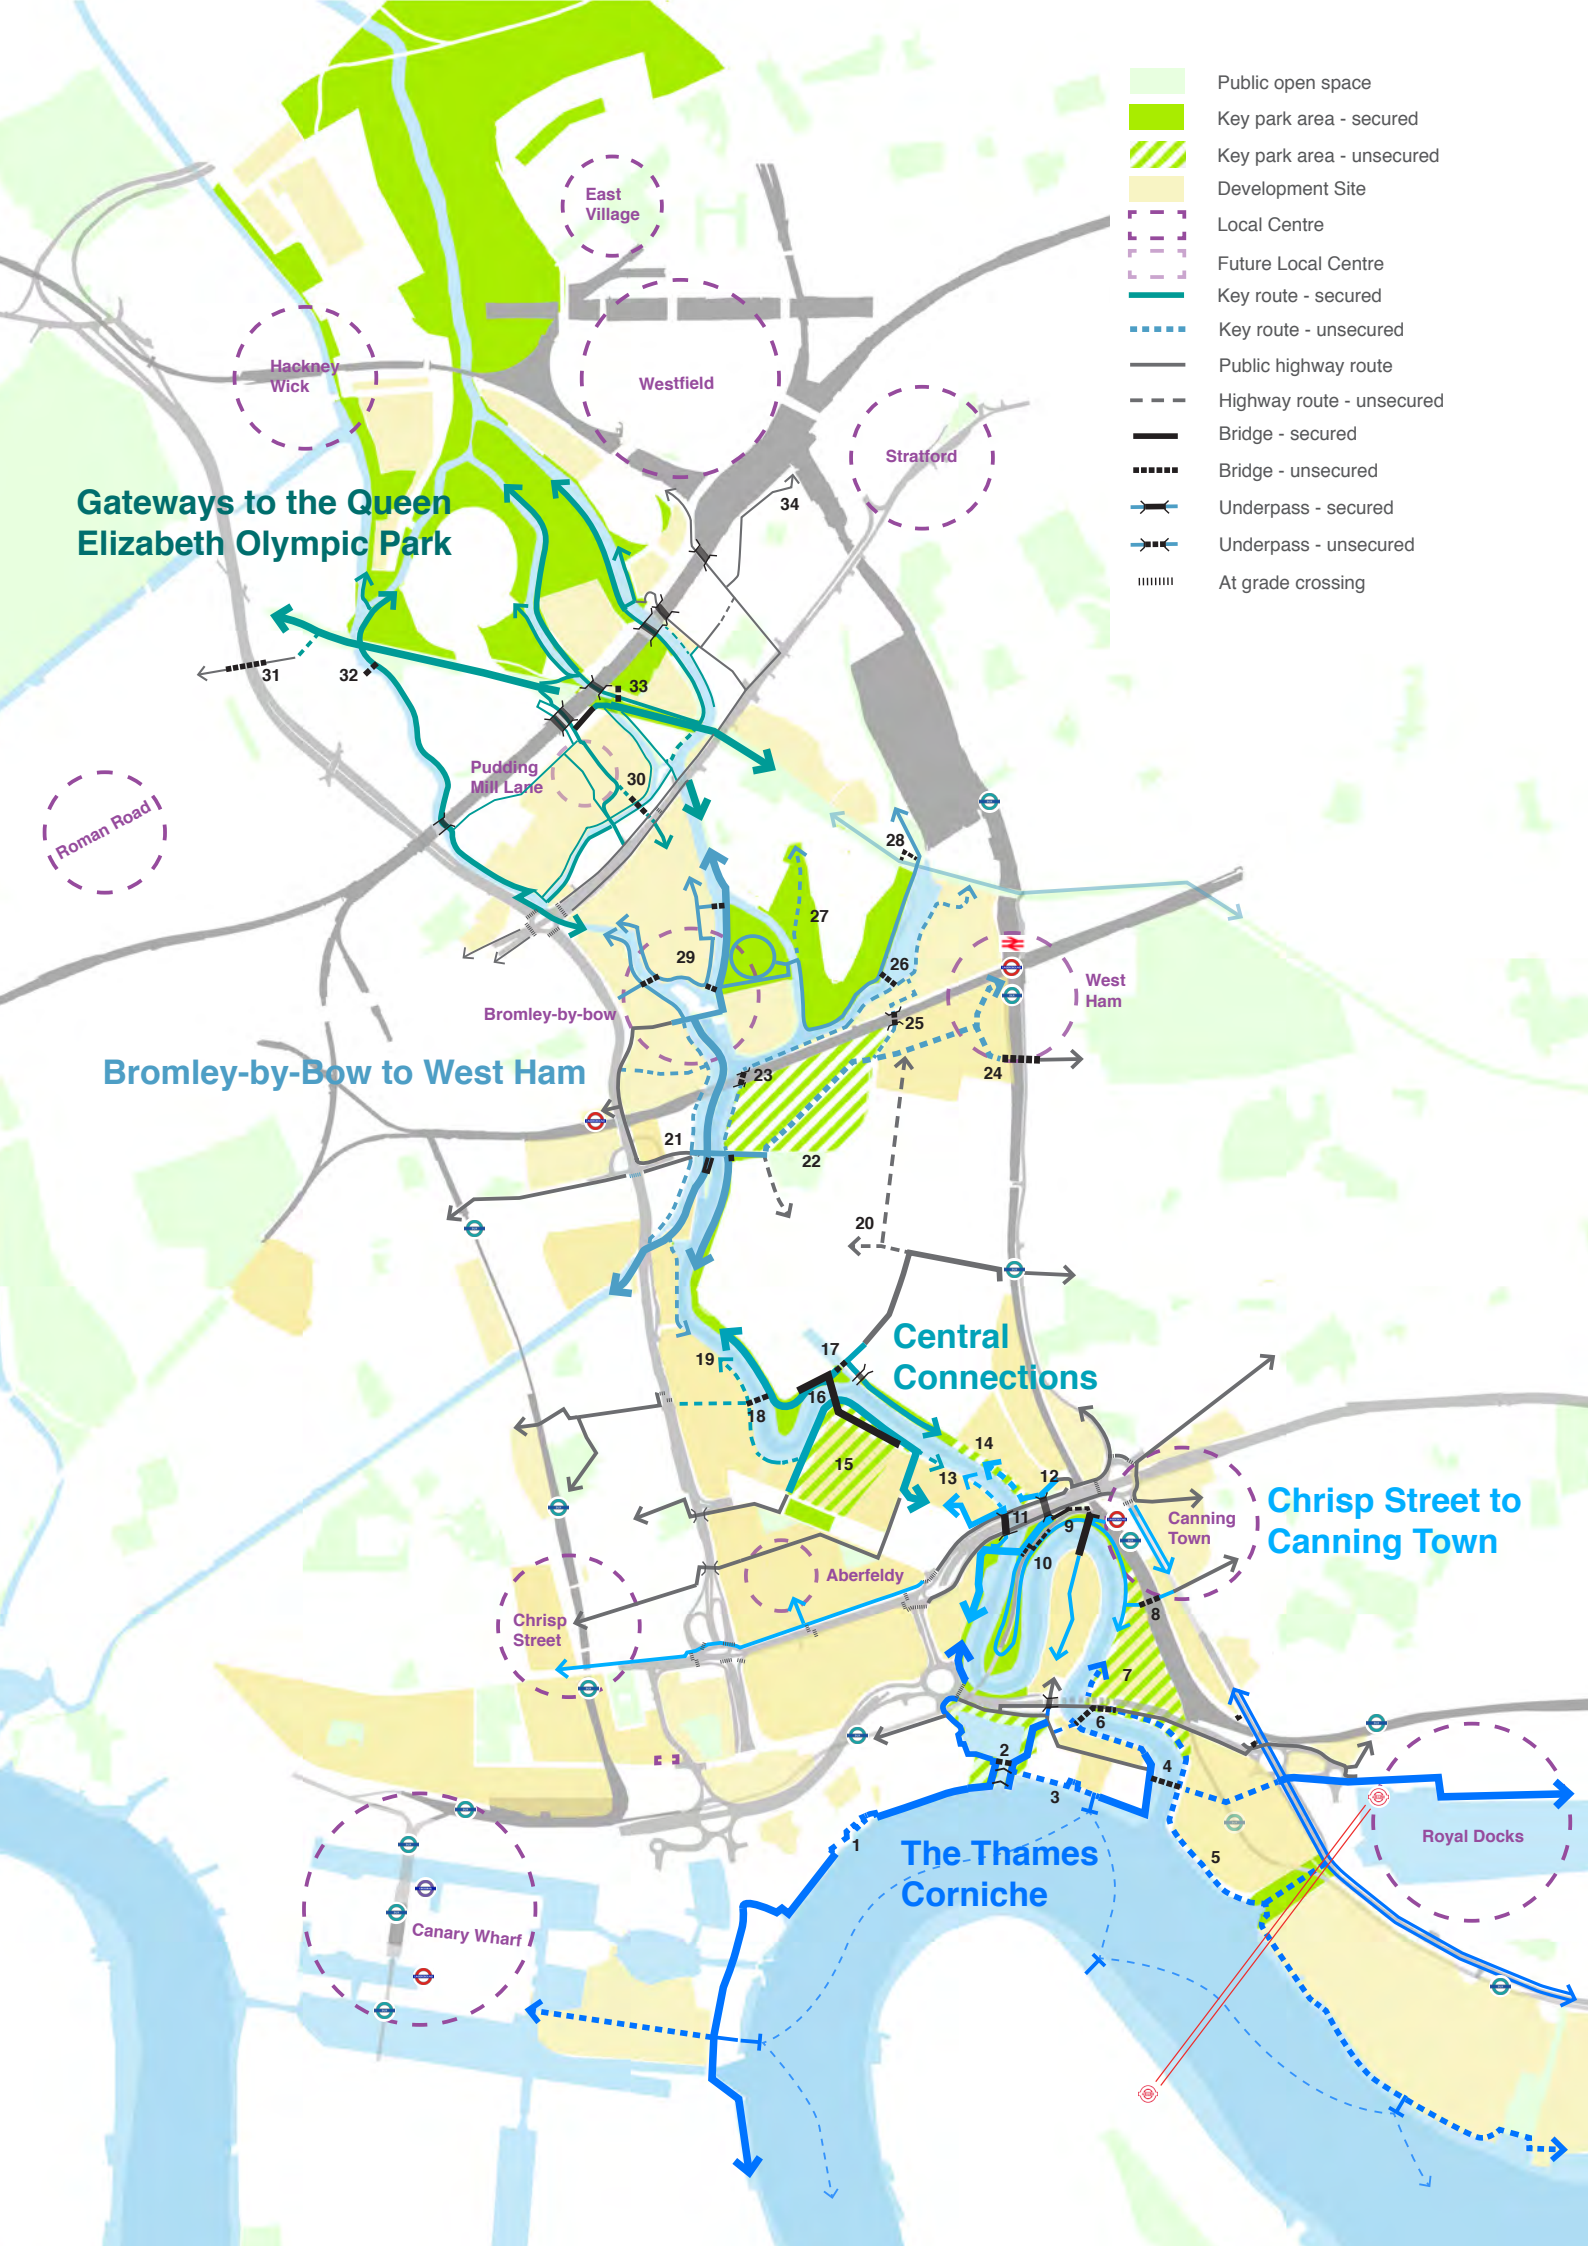 Public open space
Key park area - secured
Key park area - unsecured
Development Site
Local Centre
Future Local Centre
Key route - secured
Key route - unsecured
Public highway route
Highway route - unsecured
Bridge - secured
Bridge - unsecured
Underpass - secured
Underpass - unsecured
At grade crossing
East
Village
Hackney
Wick
Westfield
Stratford
34
Gateways to the Queen
Elizabeth Olympic Park
31
32
33
Pudding
Mill Lane
30
Roman Road
28
27
29
26
West
Ham
Bromley-by-bow
25
Bromley-by-Bow to West Ham
23
24
21
22
20
Central
Connections
17
19
16
18
14
15
13
12
Chrisp Street to
Canning Town
Canning
Town
11
9
10
Aberfeldy
8
Chrisp
Street
7
6
2
4
3
Royal Docks
1
The Thames
Corniche
5
Canary Wharf